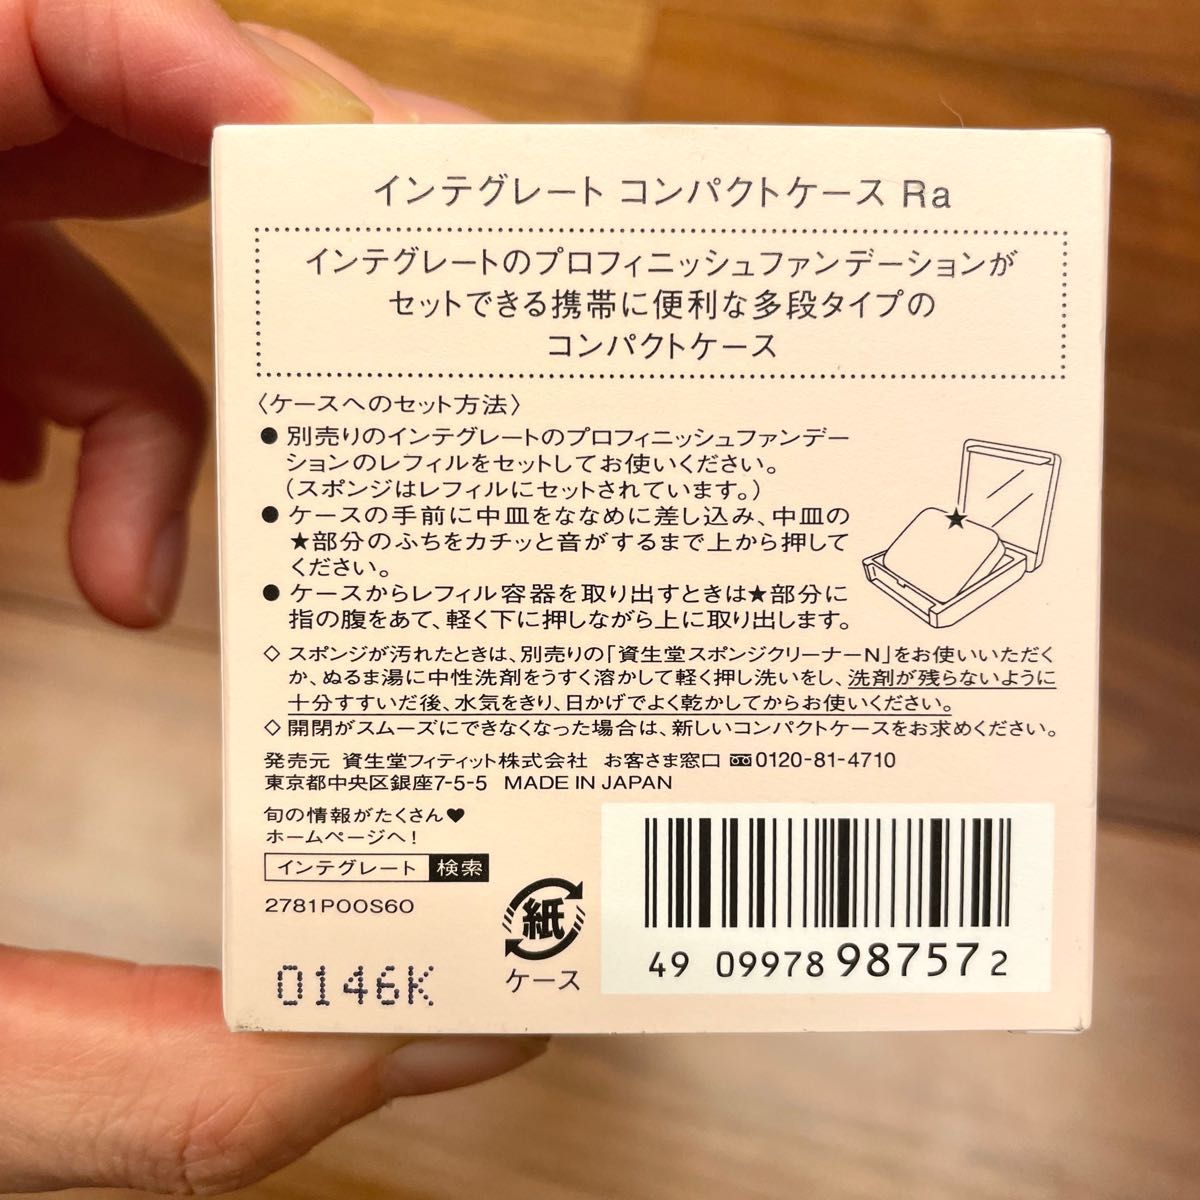 インテグレート コンパクトケース Ra
インテグレートのプロフィニッシュファンデーションが
セットできる携帯に便利な多段タイプの
コンパクトケース
〈ケースへのセット方法〉
● 別売りのインテグレートのプロフィニッシュファンデー
ションのレフィルをセットしてお使いください。
(スポンジはレフィルにセットされています。)
● ケースの手前に中皿をななめに差し込み、中皿の
★部分のふちをカチッと音がするまで上から押して
ください。
● ケースからレフィル容器を取り出すときは★部分に
指の腹をあて、軽く下に押しながら上に取り出します。
★
◇ スポンジが汚れたときは、別売りの「資生堂スポンジクリーナーN」をお使いいただく
か、ぬるま湯に中性洗剤をうすく溶かして軽く押し洗いをし、洗剤が残らないように
十分すすいだ後、水気をきり、日かげでよく乾かしてからお使いください。
◇ 開閉がスムーズにできなくなった場合は、新しいコンパクトケースをお求めください。
発売元 資生堂フィティット株式会社 お客さま窓口 0120-81-4710
東京都中央区銀座7-5-5 MADE IN JAPAN
旬の情報がたくさん♥
ホームページへ!
インテグレート 検索
2781P00S60
紙
ケース
0146K
49 09978 98757 2